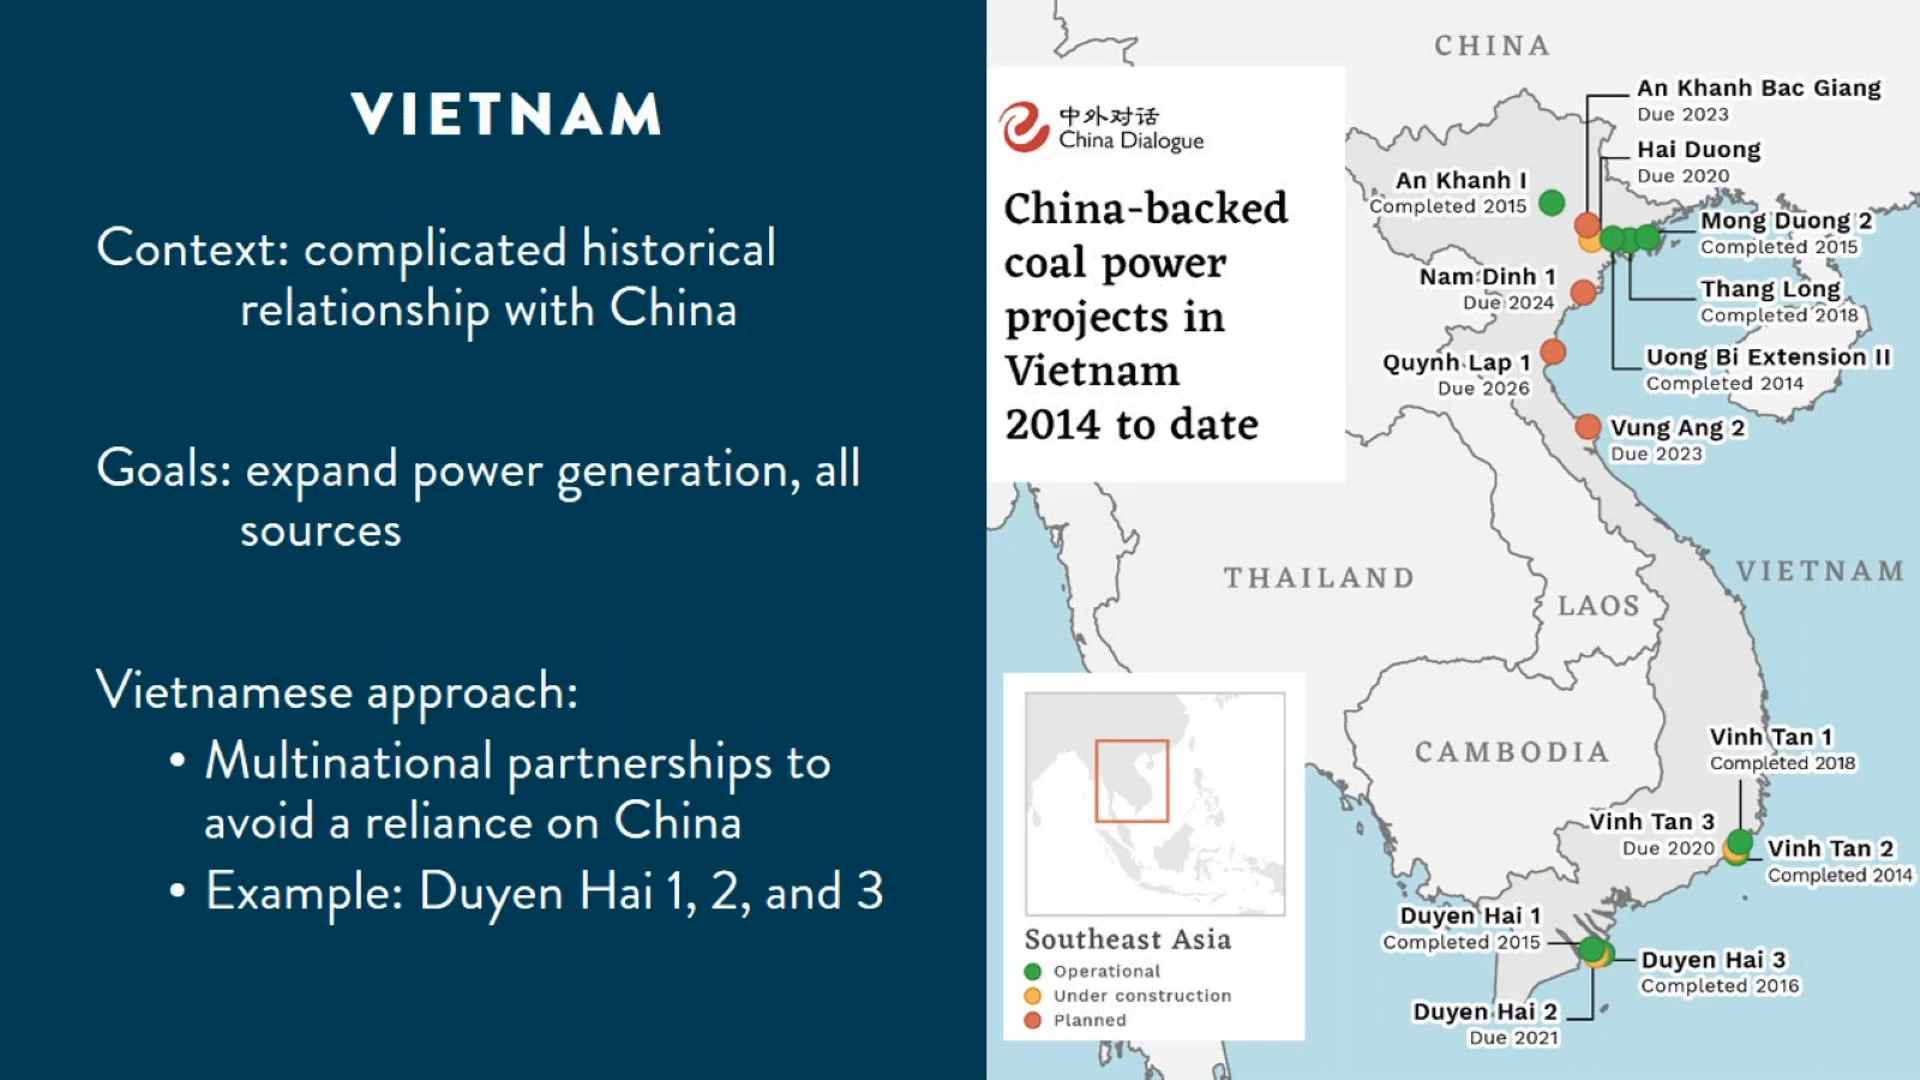 VIETNAM
Context: complicated historical
relationship with China
Goals: expand power generation, all
sources
Vietnamese approach:
• Multinational partnerships to
avoid a reliance on China
• Example: Duyen Hai 1, 2, and 3
中外对话
China Dialogue
China-backed
coal power
projects in
Vietnam
2014 to date
CHINA
An Khanh Bac Giang
Due 2023
Hai Duong
Due 2020
An Khanh I
Completed 2015
Mong Duong 2
Completed 2015
Nam Dinh 1
Due 2024
Thang Long
Completed 2018
Quynh Lap 1
Due 2026
Uong Bi Extension II
Completed 2014
Vung Ang 2
Due 2023
THAILAND
LAOS
VIETNAM
CAMBODIA
Vinh Tan 1
Completed 2018
Vinh Tan 3
Due 2020
Vinh Tan 2
Completed 2014
Duyen Hai 1
Completed 2015
Duyen Hai 3
Completed 2016
Duyen Hai 2
Due 2021
Southeast Asia
Operational
Under construction
Planned